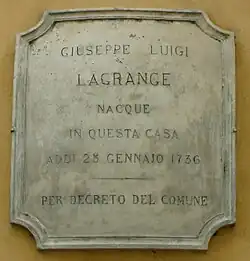 GIUSEPPE LUIGI
LAGRANGE
NACQUE
IN QUESTA CASA
ADDI 25 GENNAIO 1736
PER DECRETO DEL COMUNE